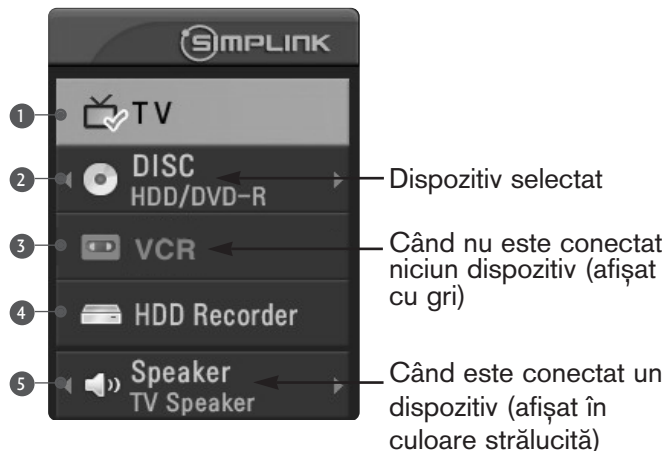 SIMPLINK
1 TV
2 DISC
HDD/DVD-R
Dispozitiv selectat
3 VCR
Când nu este conectat
niciun dispozitiv (afișat
cu gri)
4 HDD Recorder
5 Speaker
TV Speaker
Când este conectat un
dispozitiv (afișat în
culoare strălucită)